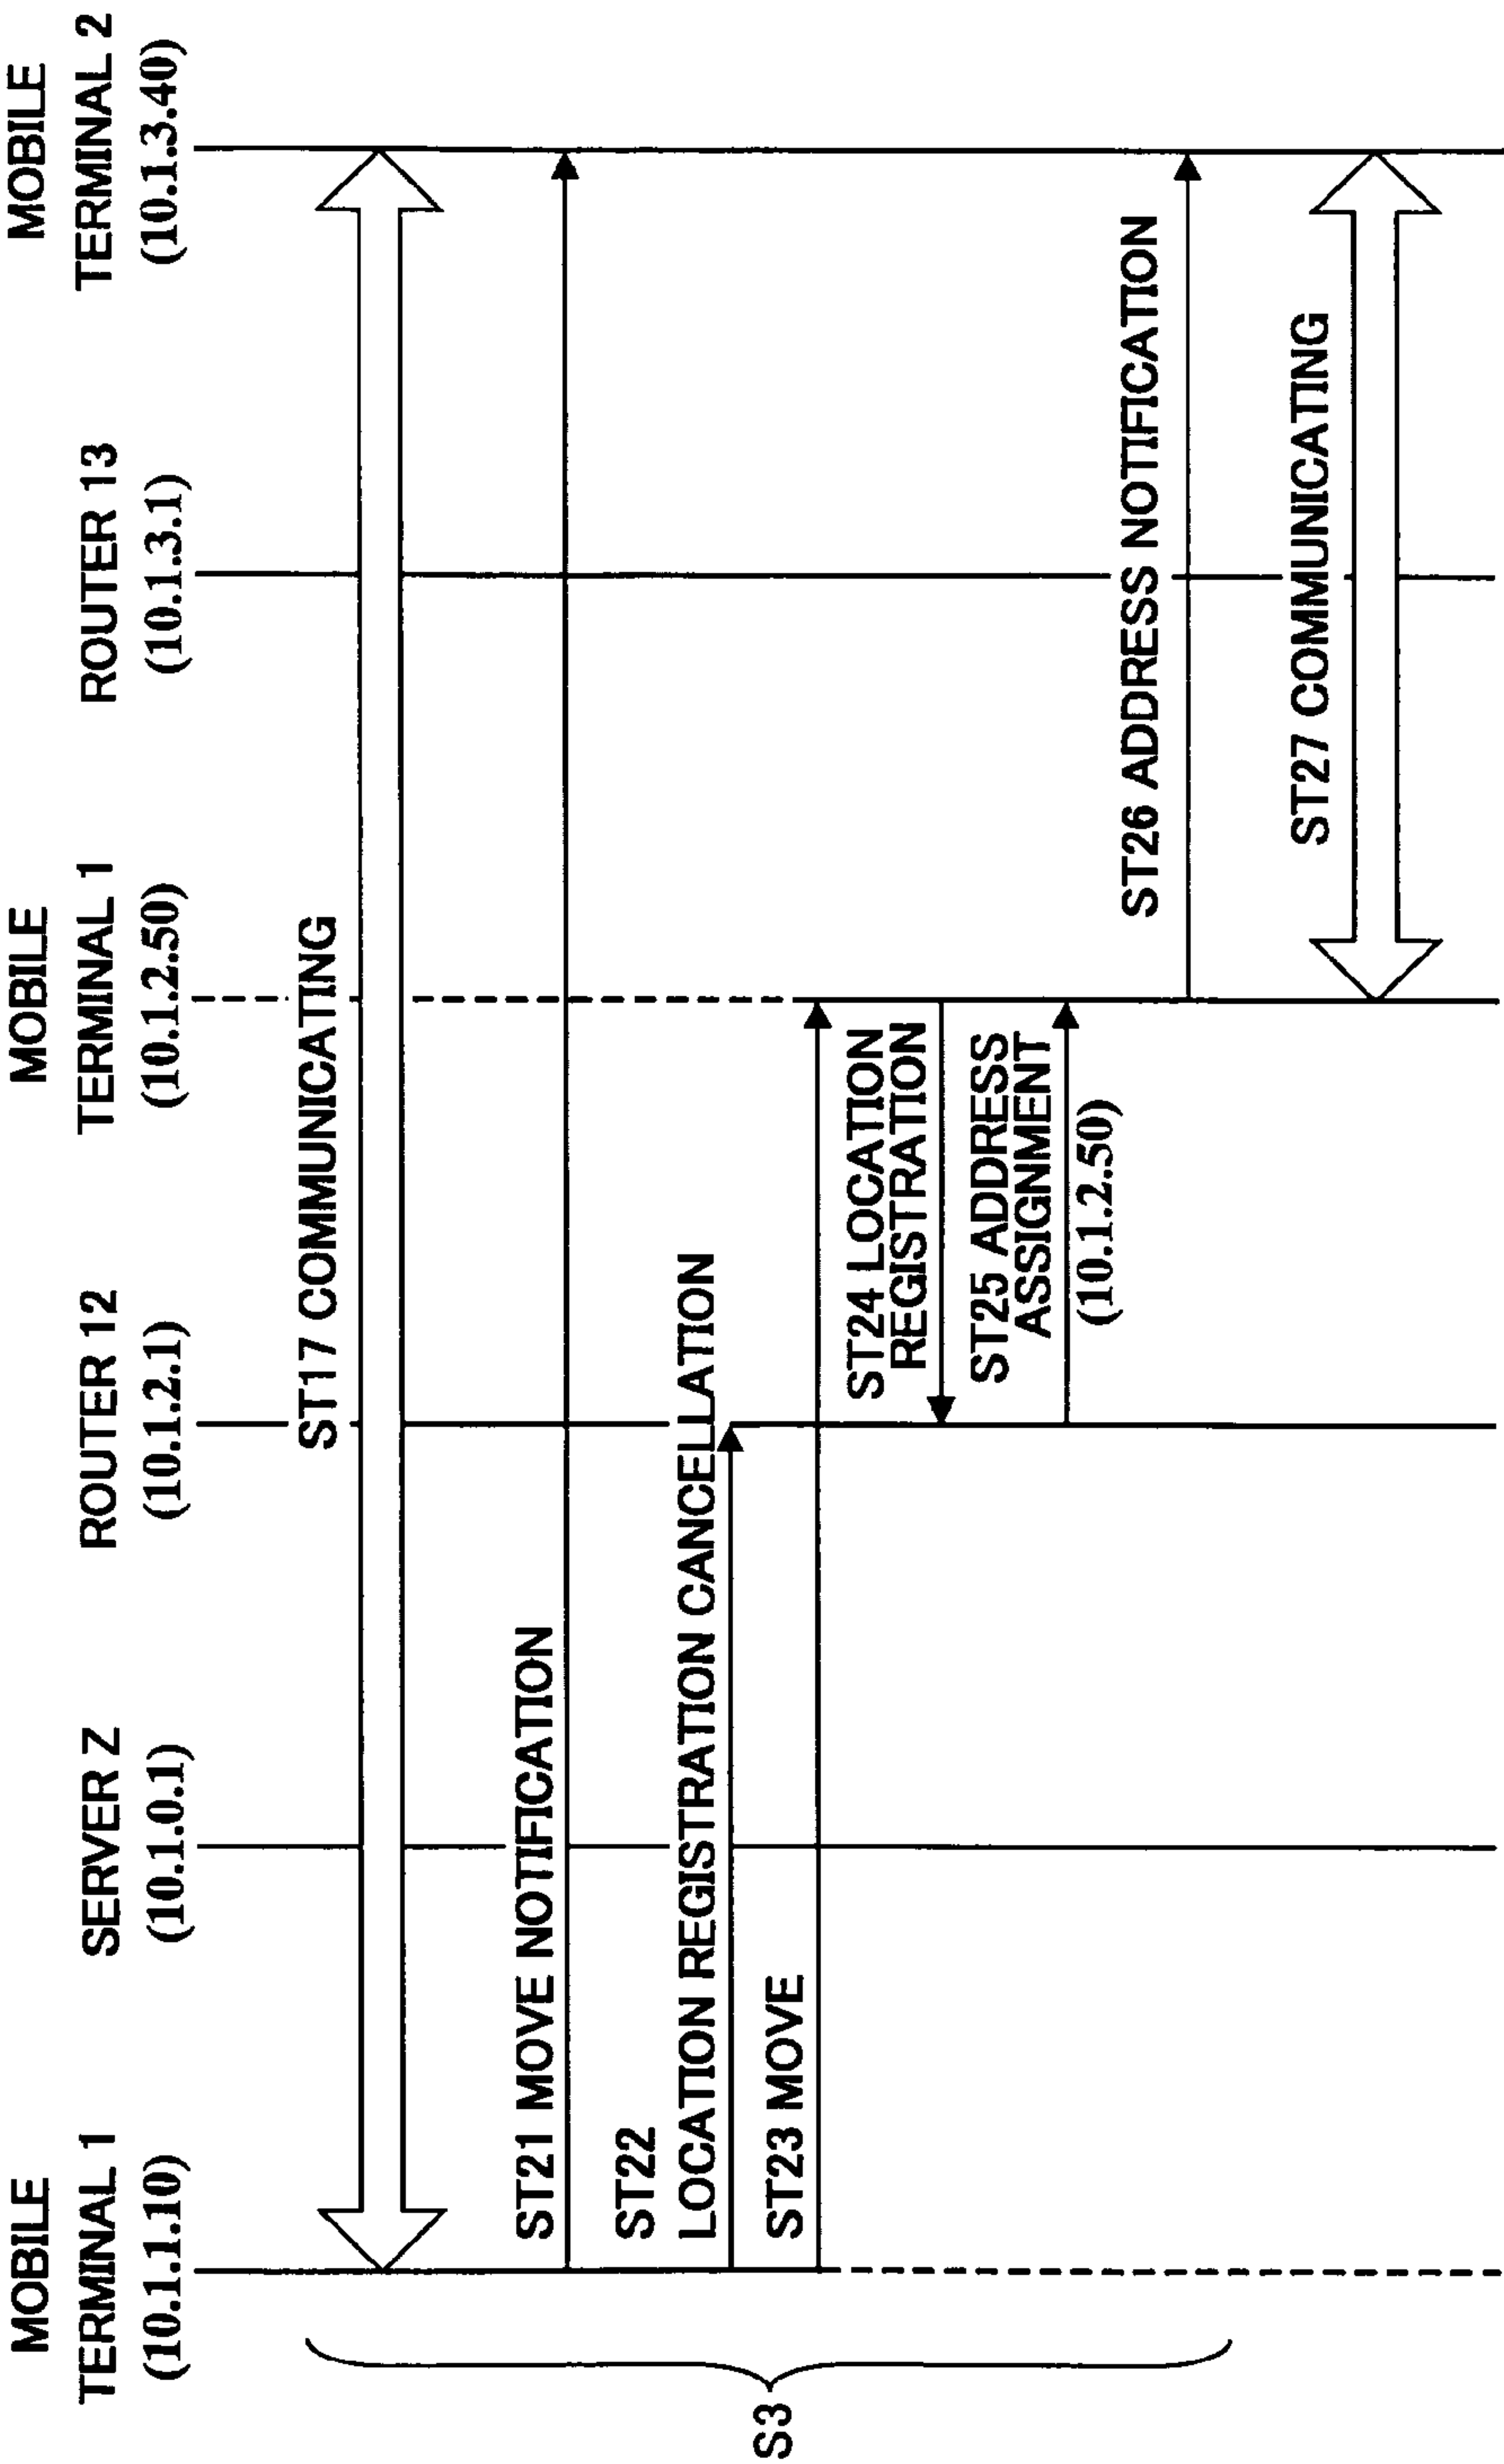 MOBILE
TERMINAL 1
(10.1.1.10)
SERVER Z
(10.1.0.1)
ROUTER 12
(10.1.2.1)
MOBILE
TERMINAL 1
(10.1.2.50)
ROUTER 13
(10.1.3.1)
MOBILE
TERMINAL 2
(10.1.3.40)
ST17 COMMUNICATING
ST21 MOVE NOTIFICATION
ST22
LOCATION REGISTRATION CANCELLATION
ST23 MOVE
S3
ST24 LOCATION
REGISTRATION
ST25 ADDRESS
ASSIGNMENT
(10.1.2.50)
ST26 ADDRESS NOTIFICATION
ST27 COMMUNICATING